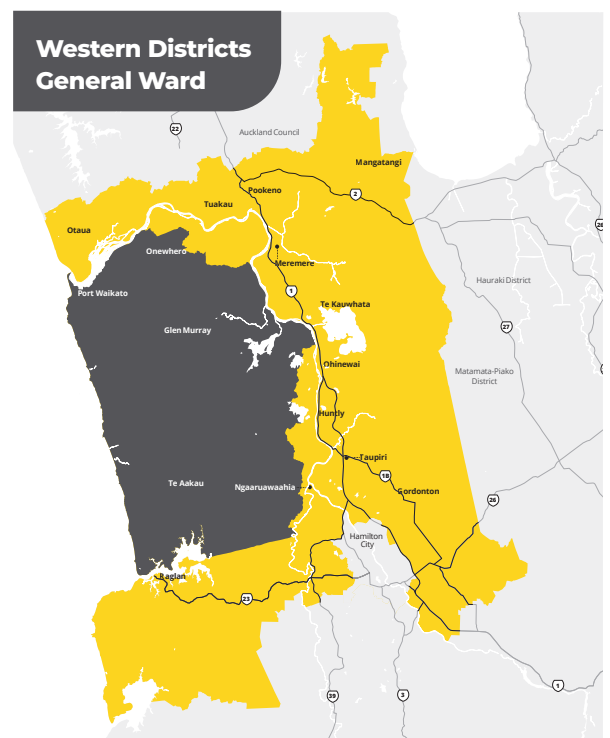 Western Districts
General Ward
22
Auckland Council
Mangatangi
Pookeno
2
Tuakau
26
Otaua
Onewhero
Meremere
Hauraki District
Port Waikato
1
Te Kauwhata
Glen Murray
27
Ohinewai
Matamata-Piako
District
Huntly
Taupiri
1B
Te Aakau
Ngaaruawaahia
Gordonton
26
Hamilton
City
Raglan
23
1
39
3